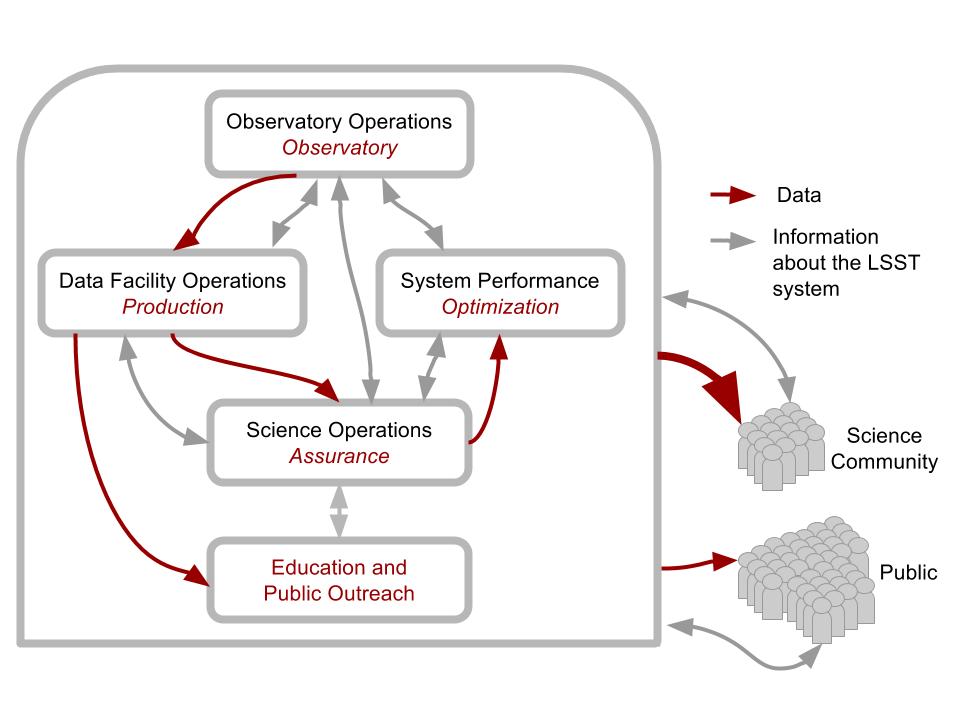 Observatory Operations
Observatory
Data Facility Operations
Production
System Performance
Optimization
Science Operations
Assurance
Education and
Public Outreach
Data
Information
about the LSST
system
Science
Community
Public